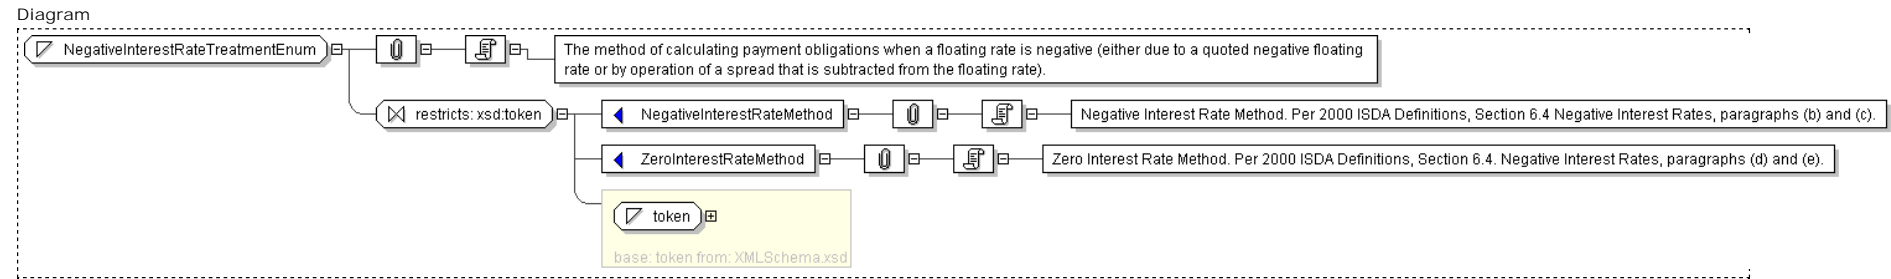 Diagram
NegativeInterestRateTreatmentEnum
The method of calculating payment obligations when a floating rate is negative (either due to a quoted negative floating
rate or by operation of a spread that is subtracted from the floating rate).
restricts: xsd:token
NegativeInterestRateMethod
Negative Interest Rate Method. Per 2000 ISDA Definitions, Section 6.4 Negative Interest Rates, paragraphs (b) and (c).
ZeroInterestRateMethod
Zero Interest Rate Method. Per 2000 ISDA Definitions, Section 6.4. Negative Interest Rates, paragraphs (d) and (e).
token
base: token from: XMLSchema.xsd